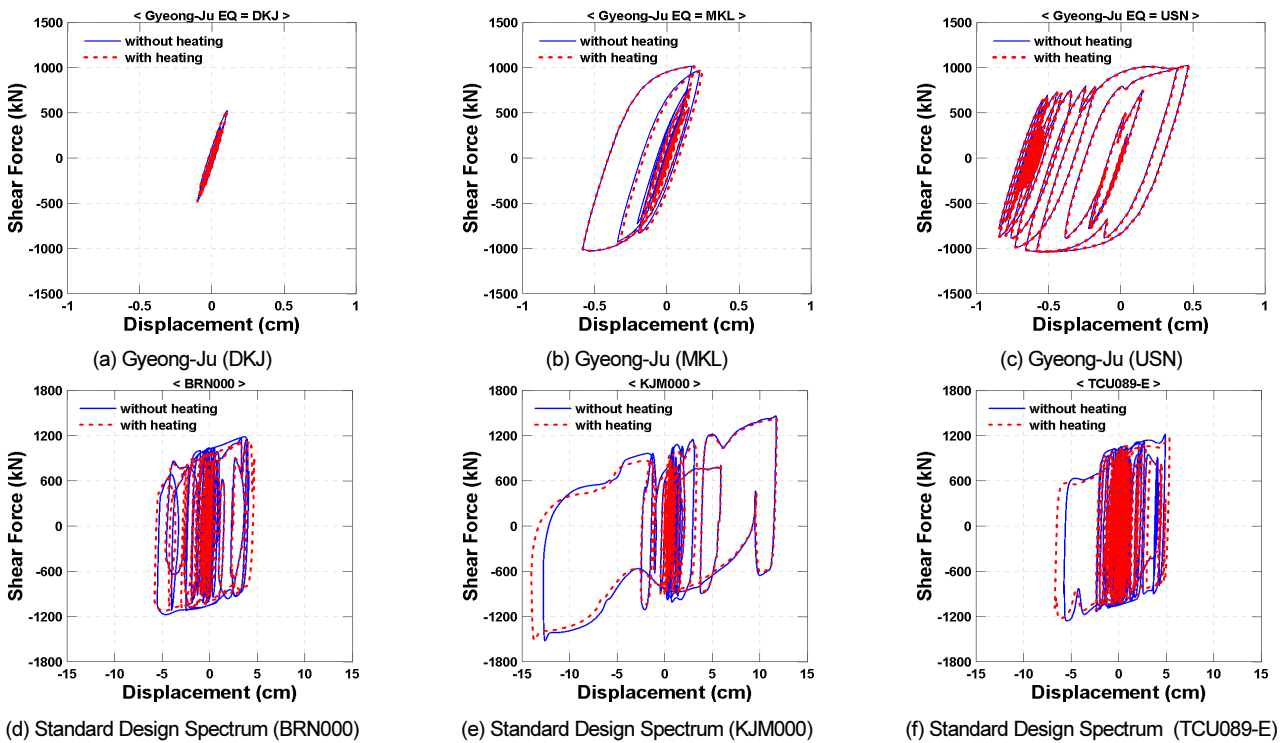 < Gyeong-Ju EQ = DKJ >
1500
1000
500
0
-500
-1000
-1500
Shear Force (kN)
without heating
with heating
-1 -0.5 0 0.5 1
Displacement (cm)
(a) Gyeong-Ju (DKJ)
< Gyeong-Ju EQ = MKL >
1500
1000
500
0
-500
-1000
-1500
Shear Force (kN)
without heating
with heating
-1 -0.5 0 0.5 1
Displacement (cm)
(b) Gyeong-Ju (MKL)
< Gyeong-Ju EQ = USN >
1500
1000
500
0
-500
-1000
-1500
Shear Force (kN)
without heating
with heating
-1 -0.5 0 0.5 1
Displacement (cm)
(c) Gyeong-Ju (USN)
< BRN000 >
1800
1200
600
0
-600
-1200
-1800
Shear Force (kN)
without heating
with heating
-15 -10 -5 0 5 10 15
Displacement (cm)
(d) Standard Design Spectrum (BRN000)
< KJM000 >
1800
1200
600
0
-600
-1200
-1800
Shear Force (kN)
without heating
with heating
-15 -10 -5 0 5 10 15
Displacement (cm)
(e) Standard Design Spectrum (KJM000)
< TCU089-E >
1800
1200
600
0
-600
-1200
-1800
Shear Force (kN)
without heating
with heating
-15 -10 -5 0 5 10 15
Displacement (cm)
(f) Standard Design Spectrum (TCU089-E)